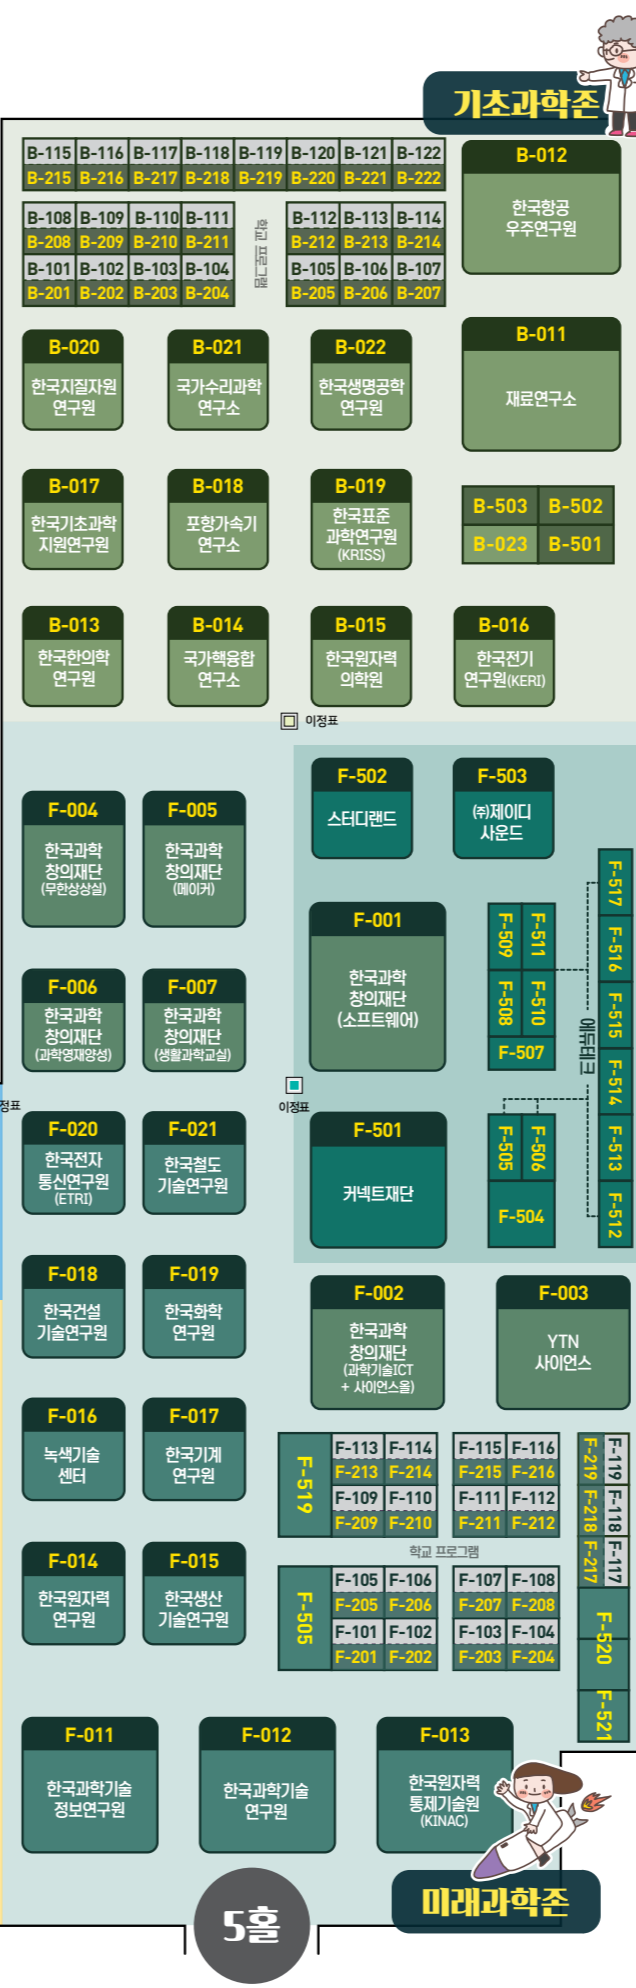 기초과학존
B-115 B-116 B-117 B-118 B-119 B-120 B-121 B-122
B-215 B-216 B-217 B-218 B-219 B-220 B-221 B-222
B-108 B-109 B-110 B-111
B-208 B-209 B-210 B-211
B-101 B-102 B-103 B-104
B-201 B-202 B-203 B-204
학교 프로그램
B-112 B-113 B-114
B-212 B-213 B-214
B-105 B-106 B-107
B-205 B-206 B-207
B-012
한국항공
우주연구원
B-020
한국지질자원
연구원
B-021
국가수리과학
연구소
B-022
한국생명공학
연구원
B-011
재료연구소
B-017
한국기초과학
지원연구원
B-018
포항가속기
연구소
B-019
한국표준
과학연구원
(KRISS)
B-503 B-502
B-023 B-501
B-013
한국한의학
연구원
B-014
국가핵융합
연구소
B-015
한국원자력
의학원
B-016
한국전기
연구원(KERI)
이정표
F-502
스터디랜드
F-503
㈜제이디
사운드
F-004
한국과학
창의재단
(무한상상실)
F-005
한국과학
창의재단
(메이커)
F-001
한국과학
창의재단
(소프트웨어)
F-509 F-511
F-508 F-510
F-507
F-517
F-516
F-515
F-514
F-513
F-512
에듀테크
F-006
한국과학
창의재단
(과학영재양성)
F-007
한국과학
창의재단
(생활과학교실)
정표
이정표
F-020
한국전자
통신연구원
(ETRI)
F-021
한국철도
기술연구원
F-501
커넥트재단
F-505 F-506
F-504
F-018
한국건설
기술연구원
F-019
한국화학
연구원
F-002
한국과학
창의재단
(과학기술ICT
+ 사이언스올)
F-003
YTN
사이언스
F-016
녹색기술
센터
F-017
한국기계
연구원
F-519
F-113 F-114
F-213 F-214
F-109 F-110
F-209 F-210
F-115 F-116
F-215 F-216
F-111 F-112
F-211 F-212
F-219 F-119
F-218 F-118
F-217 F-117
학교 프로그램
F-014
한국원자력
연구원
F-015
한국생산
기술연구원
F-505
F-105 F-106
F-205 F-206
F-101 F-102
F-201 F-202
F-107 F-108
F-207 F-208
F-103 F-104
F-203 F-204
F-520
F-521
F-011
한국과학기술
정보연구원
F-012
한국과학기술
연구원
F-013
한국원자력
통제기술원
(KINAC)
미래과학존
5홀